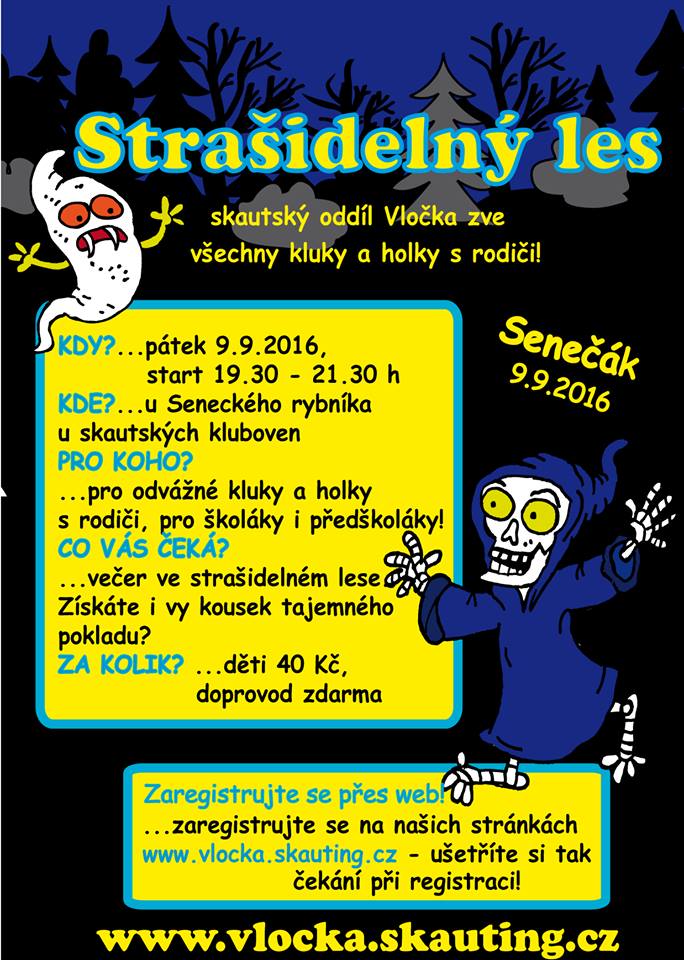 Strašidelný les
skautský oddíl Vločka zve
všechny kluky a holky s rodiči!
KDY?...pátek 9.9.2016,
start 19.30 - 21.30 h
KDE?...u Seneckého rybníka
u skautských kluboven
PRO KOHO?
...pro odvážné kluky a holky
s rodiči, pro školáky i předškoláky!
CO VÁS ČEKÁ?
...večer ve strašidelném lese
Získáte i vy kousek tajemného
pokladu?
ZA KOLIK? ...děti 40 Kč,
doprovod zdarma
Senečák
9.9.2016
Zaregistrujte se přes web!
...zaregistrujte se na našich stránkách
www.vlocka.skauting.cz - ušetříte si tak
čekání při registraci!
www.vlocka.skauting.cz